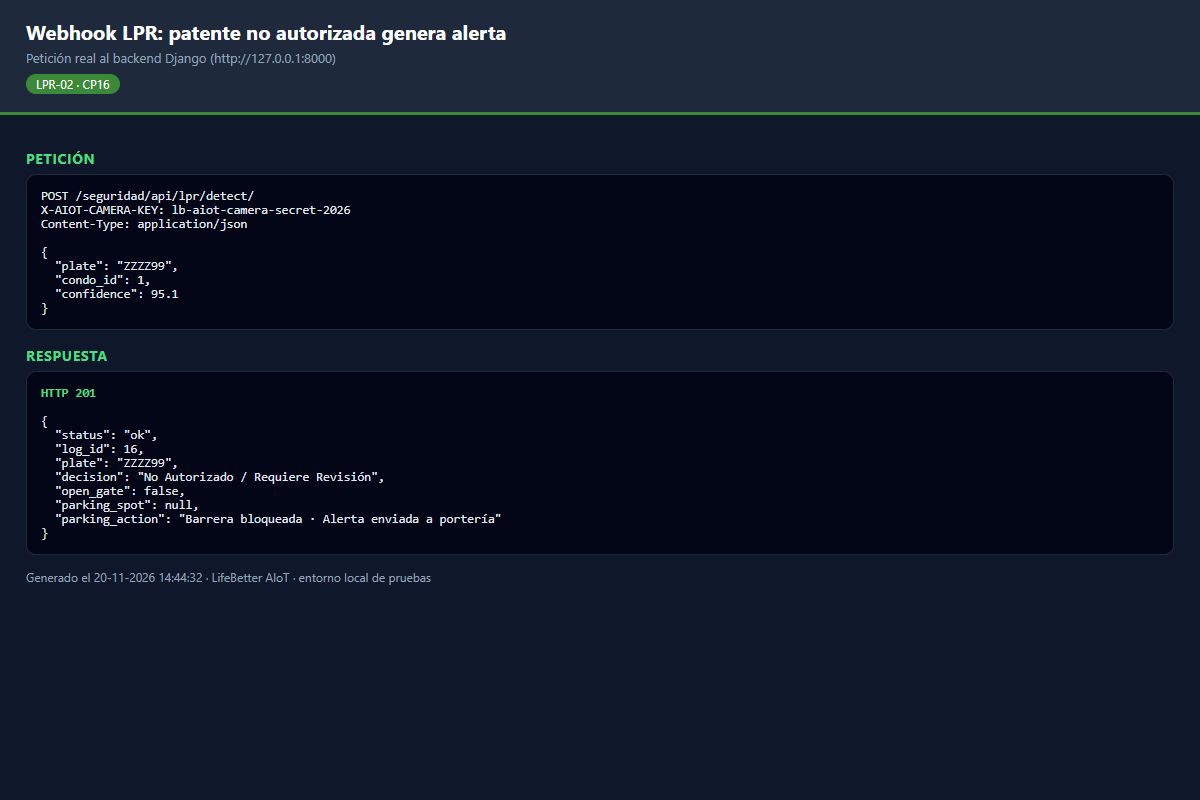 Webhook LPR: patente no autorizada genera alerta
Petición real al backend Django (http://127.0.0.1:8000)
LPR-02 · CP16
PETICIÓN
POST /seguridad/api/lpr/detect/
X-AIOT-CAMERA-KEY: lb-aiot-camera-secret-2026
Content-Type: application/json
{
  "plate": "ZZZZ99",
  "condo_id": 1,
  "confidence": 95.1
}
RESPUESTA
HTTP 201
{
  "status": "ok",
  "log_id": 16,
  "plate": "ZZZZ99",
  "decision": "No Autorizado / Requiere Revisión",
  "open_gate": false,
  "parking_spot": null,
  "parking_action": "Barrera bloqueada · Alerta enviada a portería"
}
Generado el 20-11-2026 14:44:32 · LifeBetter AIoT · entorno local de pruebas